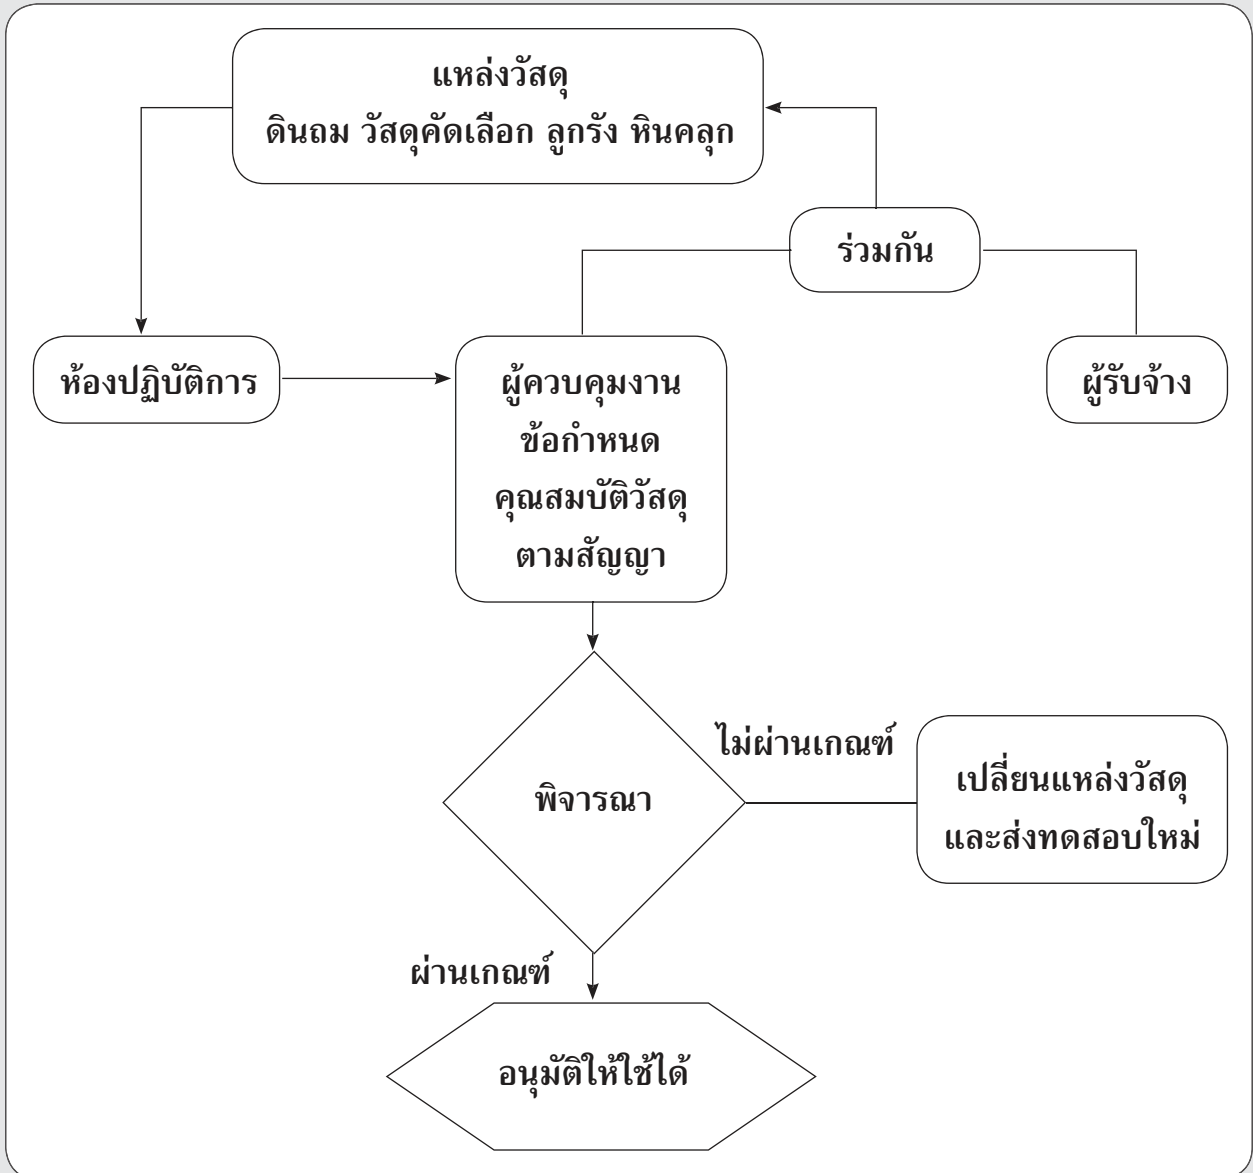 แหล่งวัสดุ
ดินถม วัสดุคัดเลือก ลูกรัง หินคลุก
ร่วมกัน
ห้องปฏิบัติการ
ผู้ควบคุมงาน
ข้อกำหนด
คุณสมบัติวัสดุ
ตามสัญญา
ผู้รับจ้าง
พิจารณา
ไม่ผ่านเกณฑ์
เปลี่ยนแหล่งวัสดุ
และส่งทดสอบใหม่
ผ่านเกณฑ์
อนุมัติให้ใช้ได้